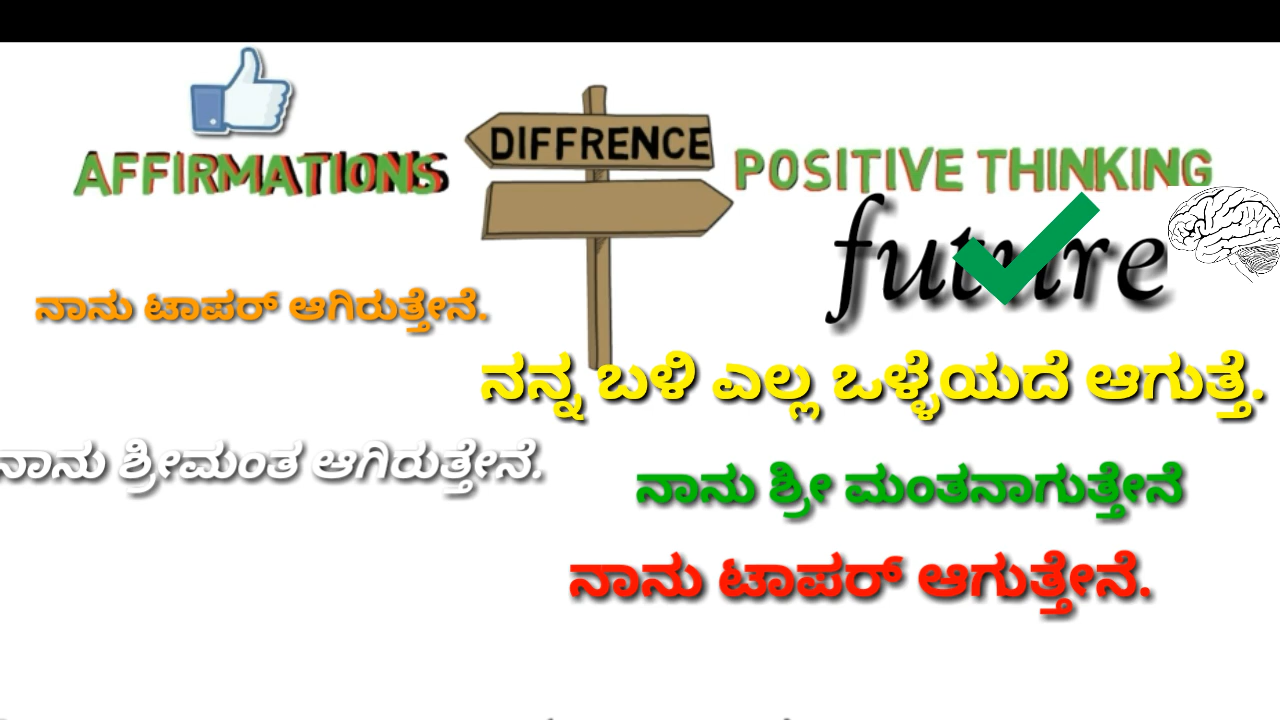 AFFIRMATIONS
DIFFRENCE
POSITIVE THINKING
future
ನಾನು ಟಾಪರ್ ಆಗಿರುತ್ತೇನೆ.
ನನ್ನ ಬಳಿ ಎಲ್ಲ ಒಳ್ಳೆಯದೆ ಆಗುತ್ತೆ.
ನಾನು ಶ್ರೀಮಂತ ಆಗಿರುತ್ತೇನೆ.
ನಾನು ಶ್ರೀ ಮಂತನಾಗುತ್ತೇನೆ
ನಾನು ಟಾಪರ್ ಆಗುತ್ತೇನೆ.